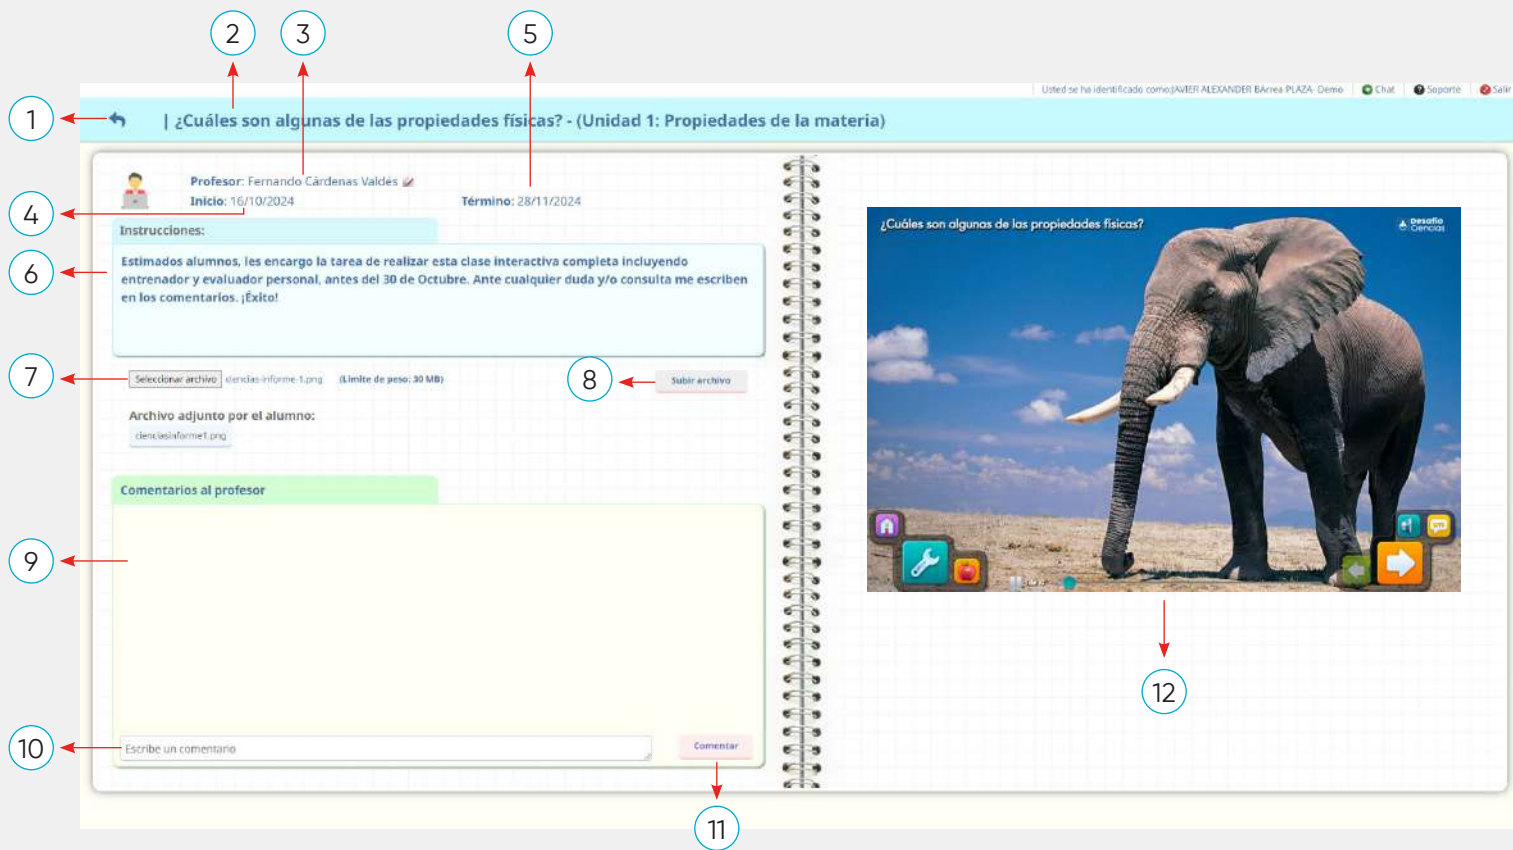 2
3
5
Usted se ha identificado como:JAVIER ALEXANDER BÁrcea PLAZA- Demo
Chat
Soporte
Salir
1
| ¿Cuáles son algunas de las propiedades físicas? - (Unidad 1: Propiedades de la materia)
Profesor: Fernando Cárdenas Valdés
4
Inicio: 16/10/2024
Término: 28/11/2024
Instrucciones:
6
Estimados alumnos, les encargo la tarea de realizar esta clase interactiva completa incluyendo
entrenador y evaluador personal, antes del 30 de Octubre. Ante cualquier duda y/o consulta me escriben
en los comentarios. ¡Éxito!
7
Seleccionar archivo
ciencias-informe-1.png
(Limite de peso: 30 MB)
8
Subir archivo
Archivo adjunto por el alumno:
cienciasinforme1.png
Comentarios al profesor
9
10
Escribe un comentario
Comentar
11
¿Cuáles son algunas de las propiedades físicas?
Desafío
Ciencias
12